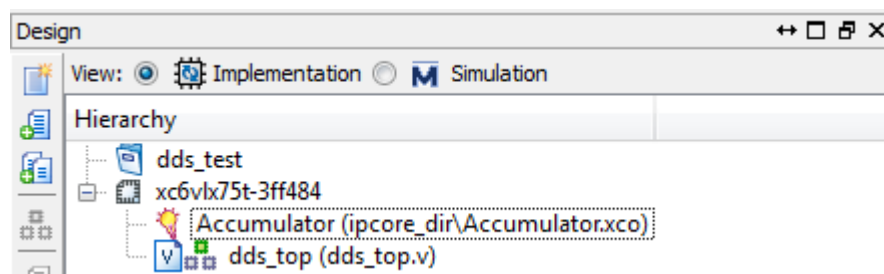 Design
View: Implementation Simulation
Hierarchy
dds_test
xc6vlx75t-3ff484
Accumulator (ipcore_dir\Accumulator.xco)
dds_top (dds_top.v)